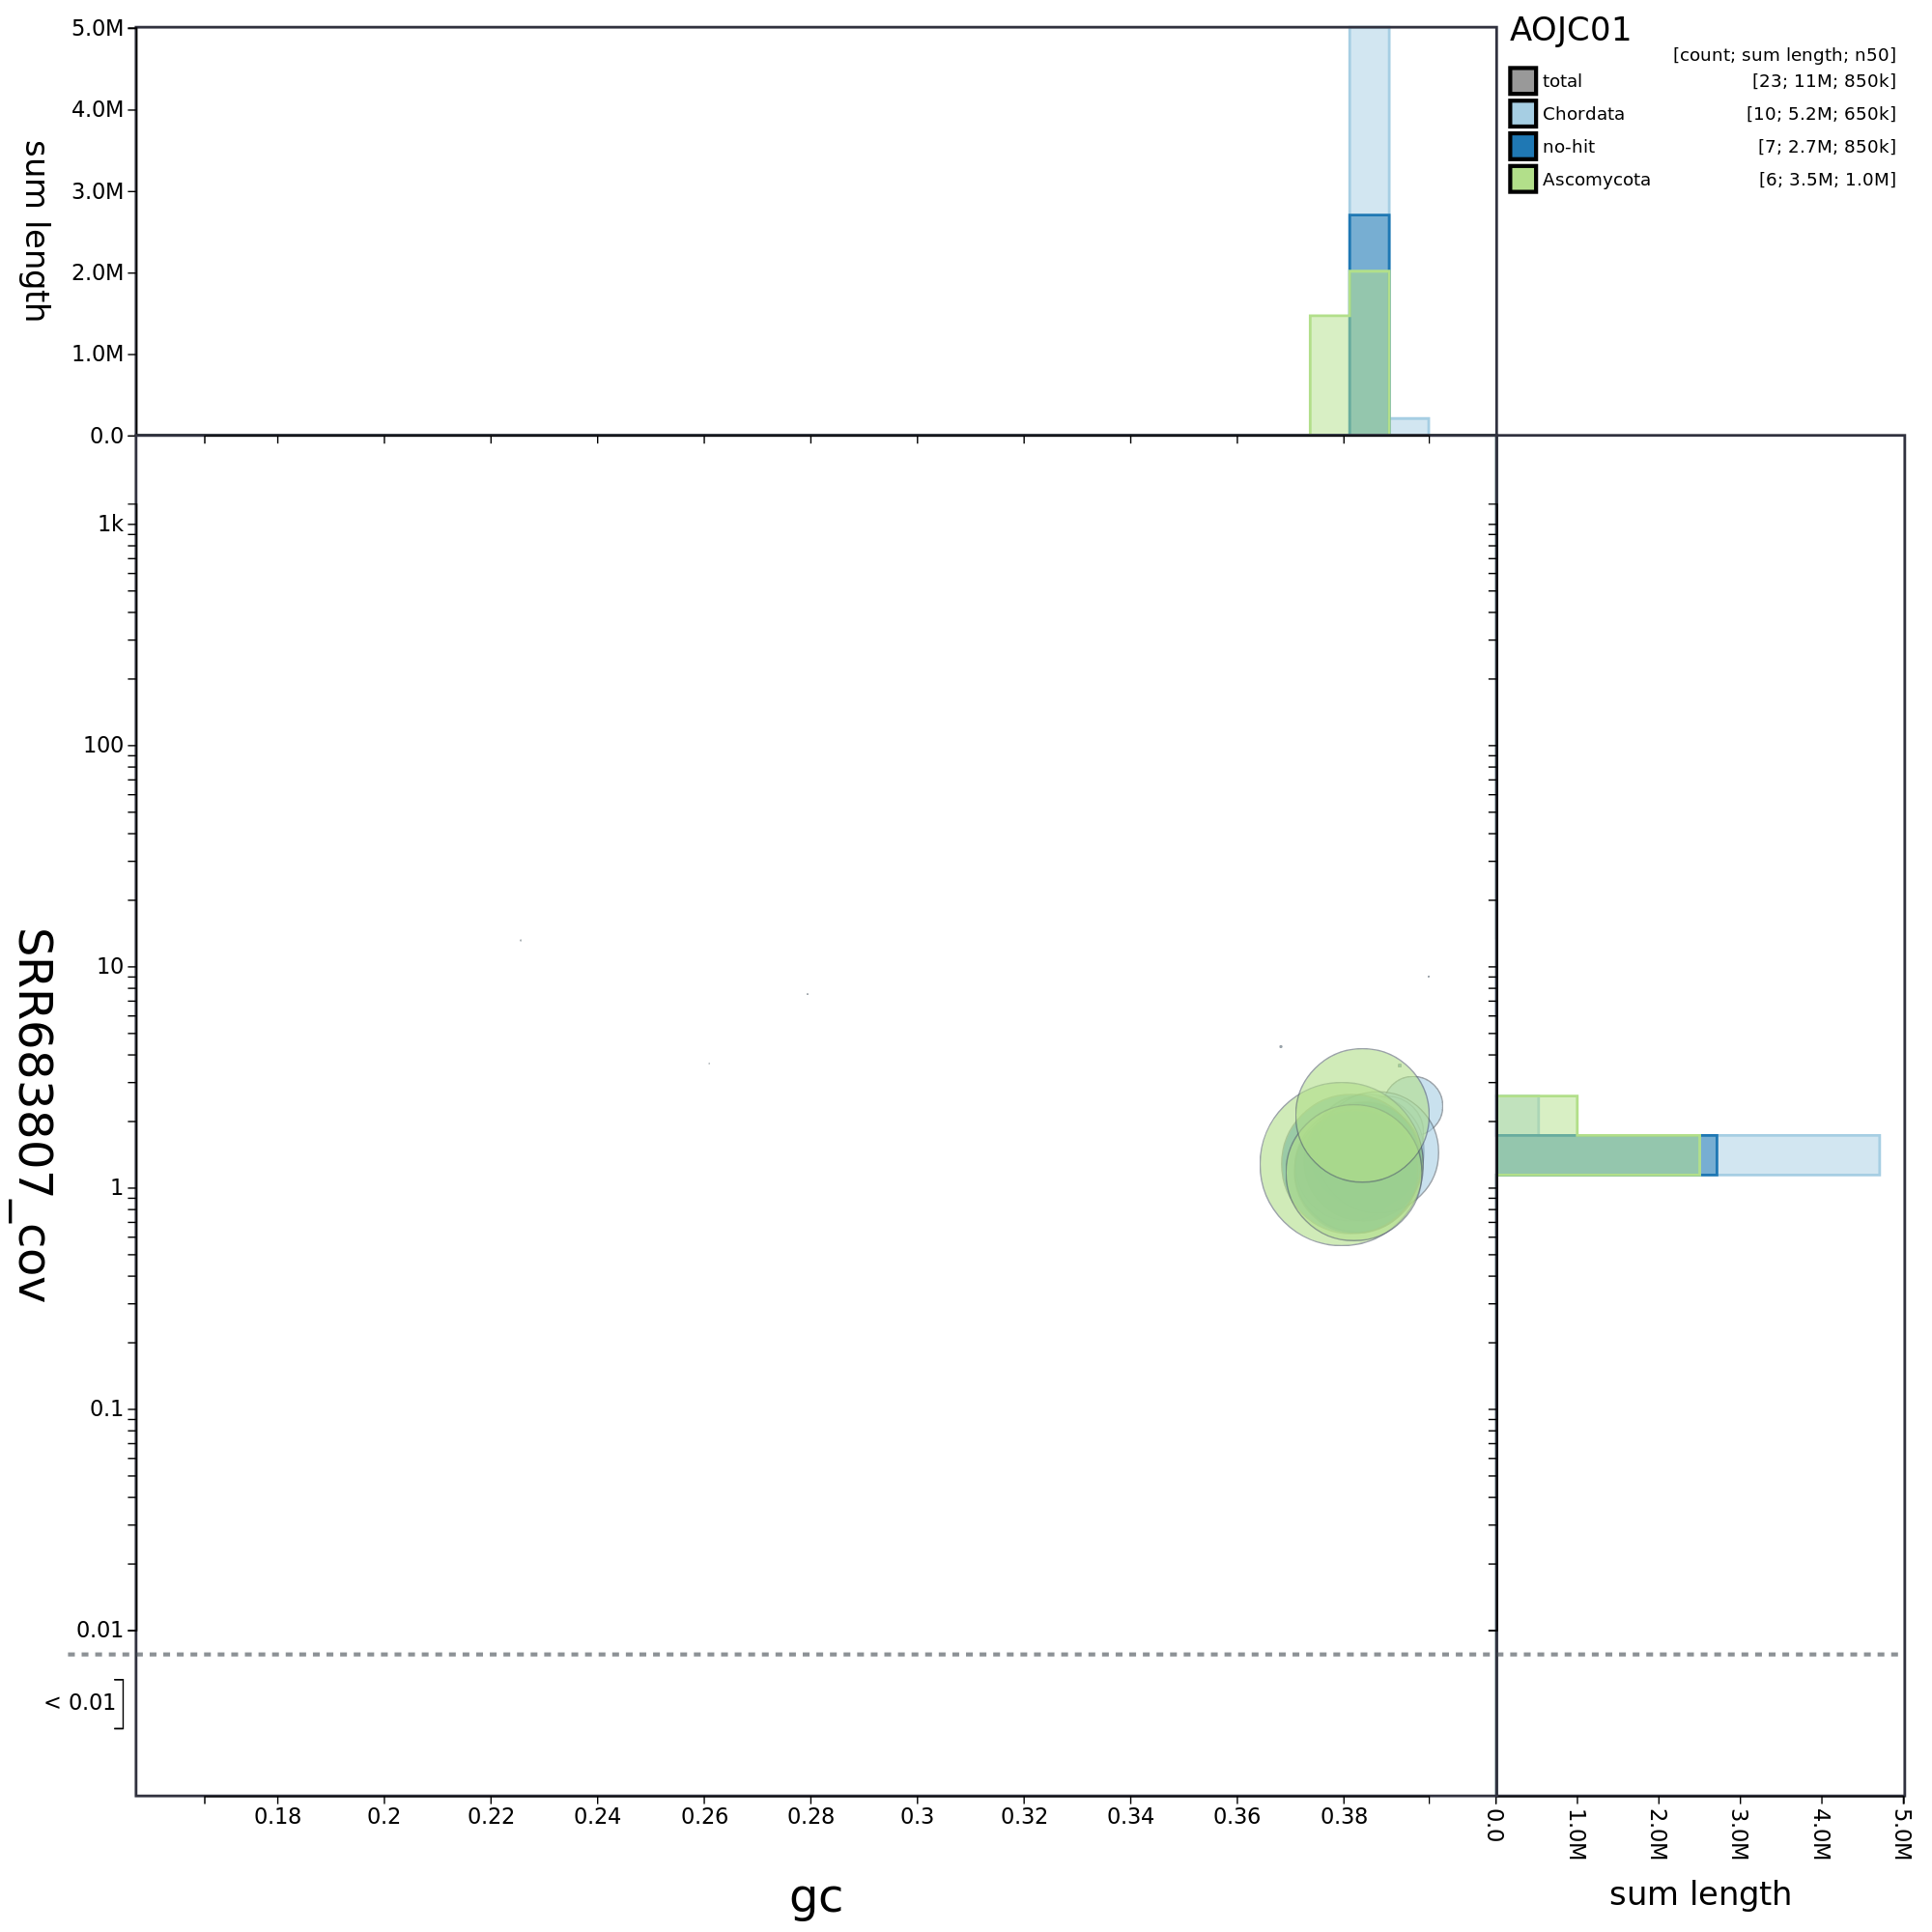 AOJC01
[count; sum length; n50]
total [23; 11M; 850k]
Chordata [10; 5.2M; 650k]
no-hit [7; 2.7M; 850k]
Ascomycota [6; 3.5M; 1.0M]
sum length
5.0M
4.0M
3.0M
2.0M
1.0M
0.0
SRR683807_cov
1k
100
10
1
0.1
0.01
< 0.01
0.18 0.2 0.22 0.24 0.26 0.28 0.3 0.32 0.34 0.36 0.38
gc
0.0 1.0M 2.0M 3.0M 4.0M 5.0M
sum length